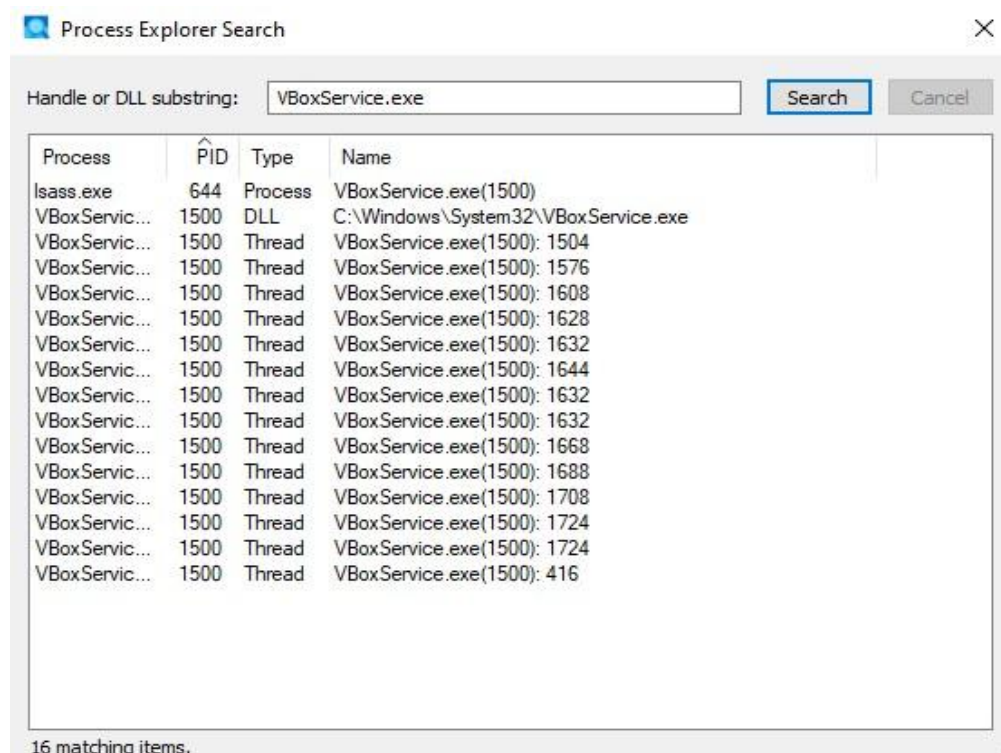 Process Explorer Search
Handle or DLL substring: VBoxService.exe Search Cancel
Process PID Type Name
lsass.exe 644 Process VBoxService.exe(1500)
VBoxServic... 1500 DLL C:\Windows\System32\VBoxService.exe
VBoxServic... 1500 Thread VBoxService.exe(1500): 1504
VBoxServic... 1500 Thread VBoxService.exe(1500): 1576
VBoxServic... 1500 Thread VBoxService.exe(1500): 1608
VBoxServic... 1500 Thread VBoxService.exe(1500): 1628
VBoxServic... 1500 Thread VBoxService.exe(1500): 1632
VBoxServic... 1500 Thread VBoxService.exe(1500): 1644
VBoxServic... 1500 Thread VBoxService.exe(1500): 1632
VBoxServic... 1500 Thread VBoxService.exe(1500): 1632
VBoxServic... 1500 Thread VBoxService.exe(1500): 1668
VBoxServic... 1500 Thread VBoxService.exe(1500): 1688
VBoxServic... 1500 Thread VBoxService.exe(1500): 1708
VBoxServic... 1500 Thread VBoxService.exe(1500): 1724
VBoxServic... 1500 Thread VBoxService.exe(1500): 1724
VBoxServic... 1500 Thread VBoxService.exe(1500): 416
16 matching items.